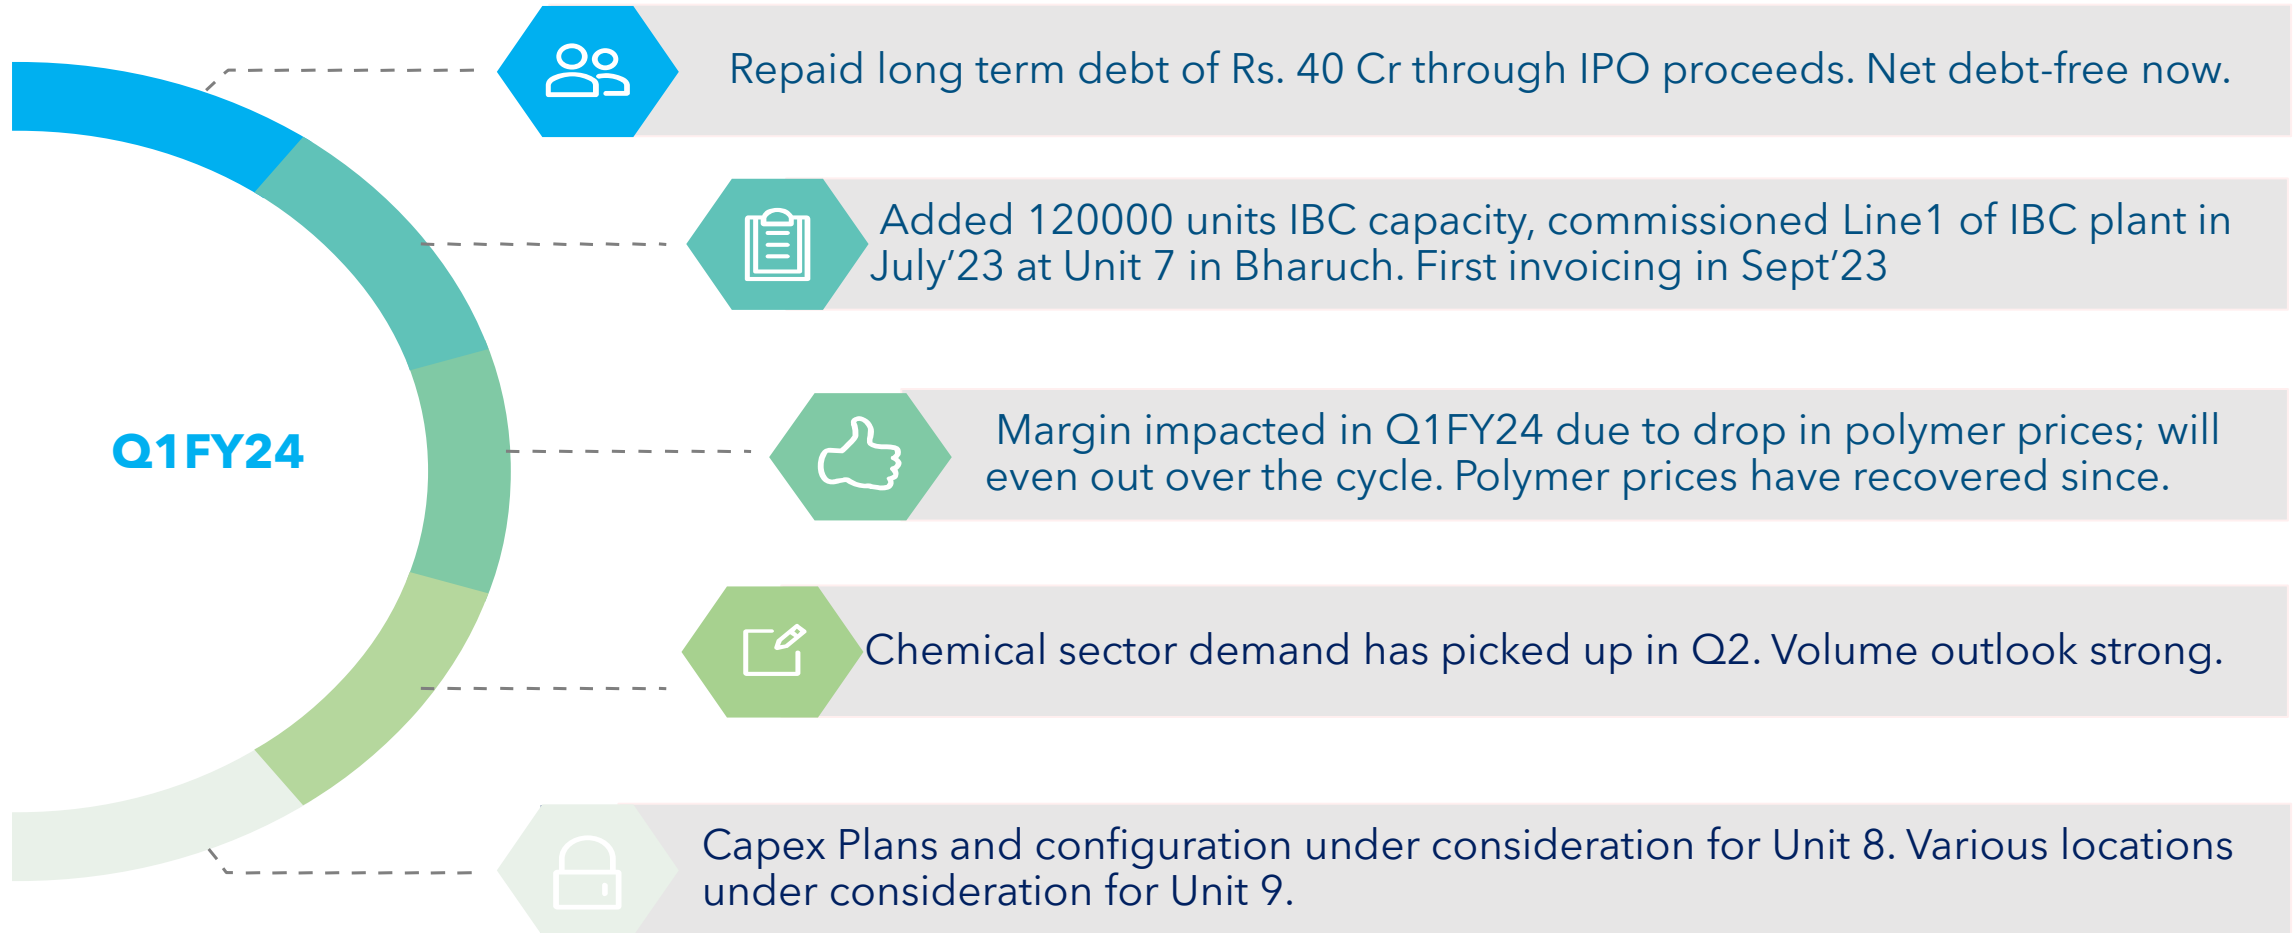 Repaid long term debt of Rs. 40 Cr through IPO proceeds. Net debt-free now.
Added 120000 units IBC capacity, commissioned Line1 of IBC plant in
July’23 at Unit 7 in Bharuch. First invoicing in Sept’23
Q1FY24
Margin impacted in Q1FY24 due to drop in polymer prices; will
even out over the cycle. Polymer prices have recovered since.
Chemical sector demand has picked up in Q2. Volume outlook strong.
Capex Plans and configuration under consideration for Unit 8. Various locations
under consideration for Unit 9.